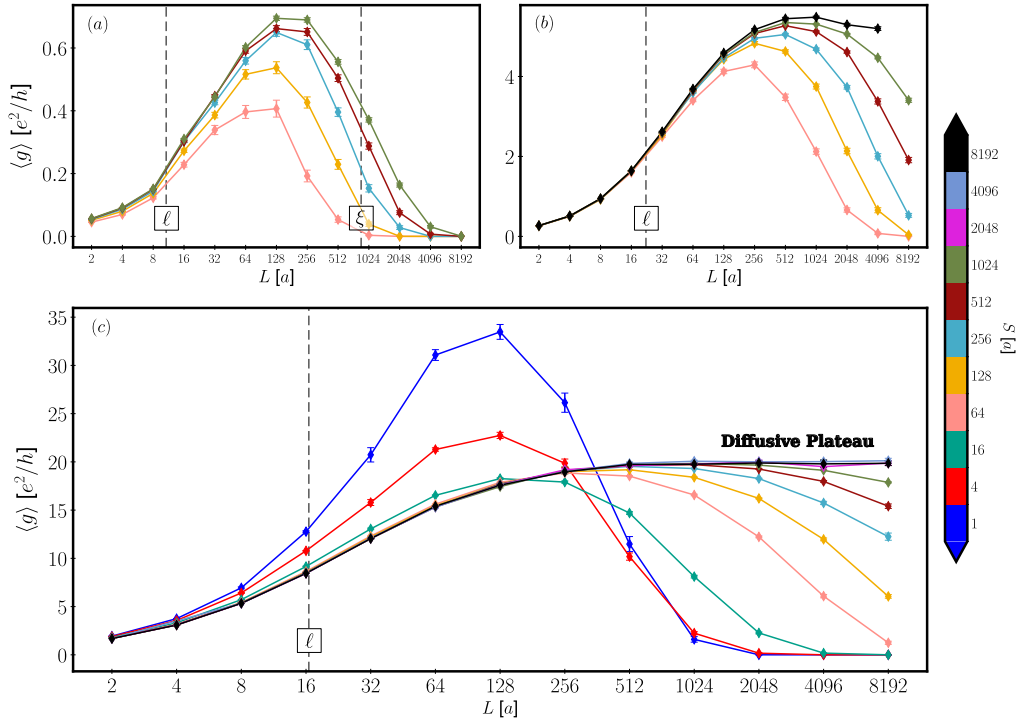 (a)
⟨g⟩ [e²/h]
0.6
0.4
0.2
0.0
ℓ
ξ
2 4 8 16 32 64 128 256 512 1024 2048 4096 8192
L [a]
(b)
⟨g⟩ [e²/h]
4
2
0
ℓ
2 4 8 16 32 64 128 256 512 1024 2048 4096 8192
L [a]
(c)
⟨g⟩ [e²/h]
35
30
25
20
15
10
5
0
Diffusive Plateau
ℓ
2 4 8 16 32 64 128 256 512 1024 2048 4096 8192
L [a]
8192
4096
2048
1024
512
256
128
64
16
4
1
S [a]